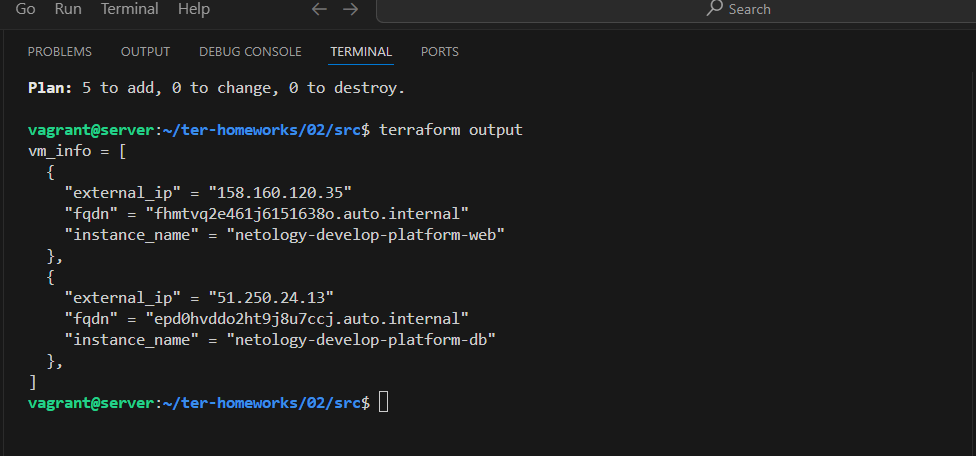 Go Run Terminal Help Search
PROBLEMS OUTPUT DEBUG CONSOLE TERMINAL PORTS
Plan: 5 to add, 0 to change, 0 to destroy.
vagrant@server:~/ter-homeworks/02/src$ terraform output
vm_info = [
  {
    "external_ip" = "158.160.120.35"
    "fqdn" = "fhmtvq2e461j6151638o.auto.internal"
    "instance_name" = "netology-develop-platform-web"
  },
  {
    "external_ip" = "51.250.24.13"
    "fqdn" = "epd0hvddo2ht9j8u7ccj.auto.internal"
    "instance_name" = "netology-develop-platform-db"
  },
]
vagrant@server:~/ter-homeworks/02/src$